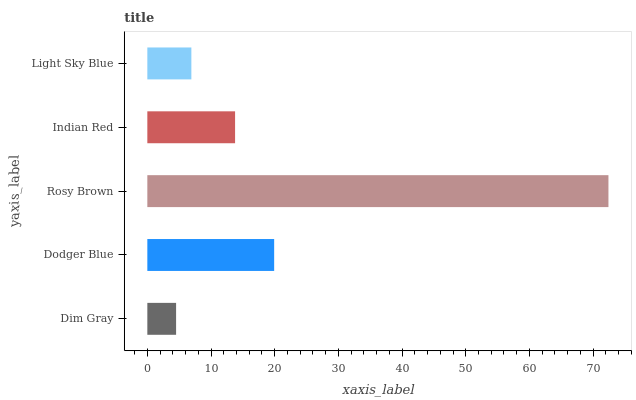 title
Light Sky Blue
Indian Red
Rosy Brown
Dodger Blue
Dim Gray
yaxis_label
0 10 20 30 40 50 60 70
xaxis_label